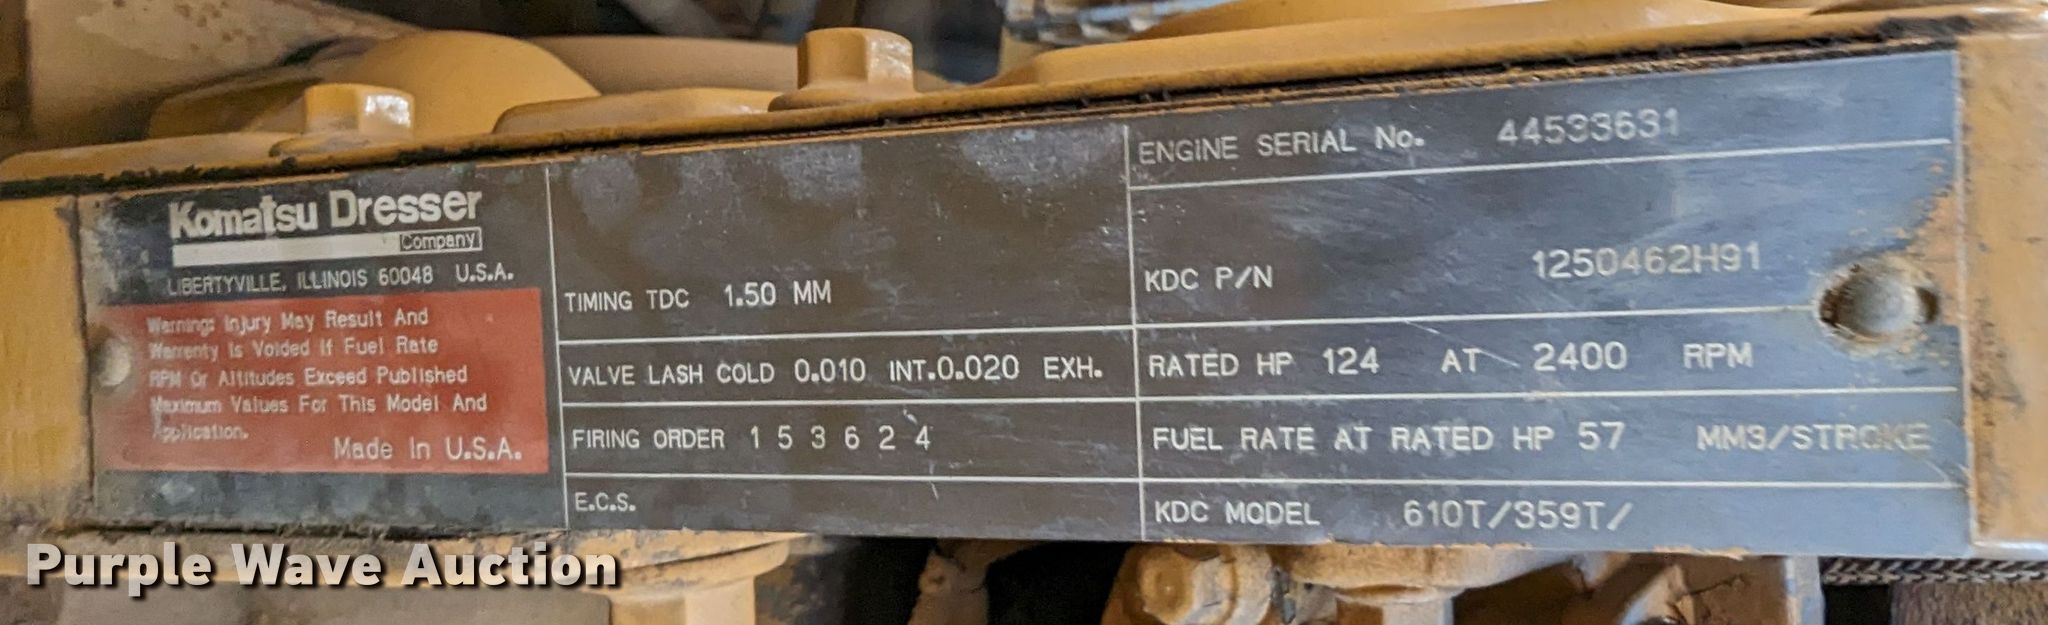 Komatsu Dresser
Company
LIBERTYVILLE, ILLINOIS 60048 U.S.A.
Warning: Injury May Result And
Warrenty Is Voided If Fuel Rate
RPM Or Altitudes Exceed Published
Maximum Values For This Model And
Application.
Made In U.S.A.
TIMING TDC 1.50 MM
VALVE LASH COLD 0.010 INT.0.020 EXH.
FIRING ORDER 1 5 3 6 2 4
E.C.S.
ENGINE SERIAL No. 44533631
KDC P/N 1250462H91
RATED HP 124 AT 2400 RPM
FUEL RATE AT RATED HP 57 MM3/STROKE
KDC MODEL 610T/359T/
Purple Wave Auction